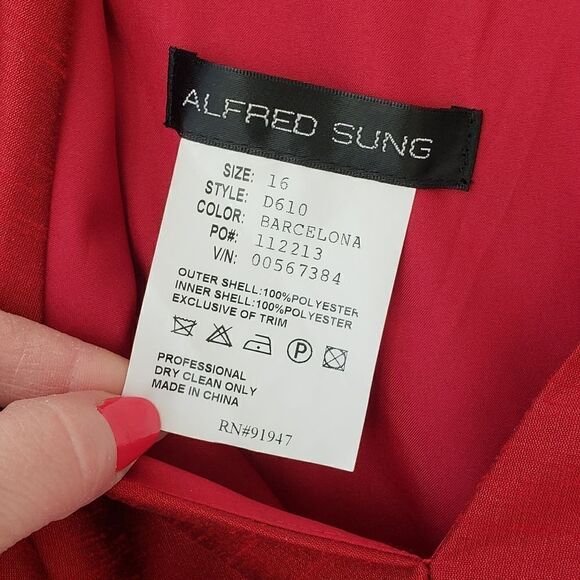 ALFRED SUNG
SIZE: 16
STYLE: D610
COLOR: BARCELONA
PO#: 112213
V/N: 00567384
OUTER SHELL:100%POLYESTER
INNER SHELL:100%POLYESTER
EXCLUSIVE OF TRIM
P
PROFESSIONAL
DRY CLEAN ONLY
MADE IN CHINA
RN#91947